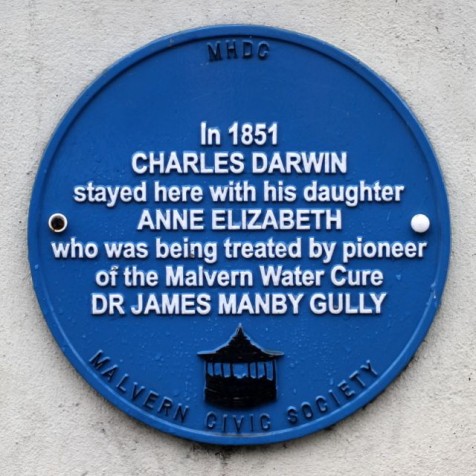 MHDC
In 1851
CHARLES DARWIN
stayed here with his daughter
ANNE ELIZABETH
who was being treated by pioneer
of the Malvern Water Cure
DR JAMES MANBY GULLY
MALVERN CIVIC SOCIETY